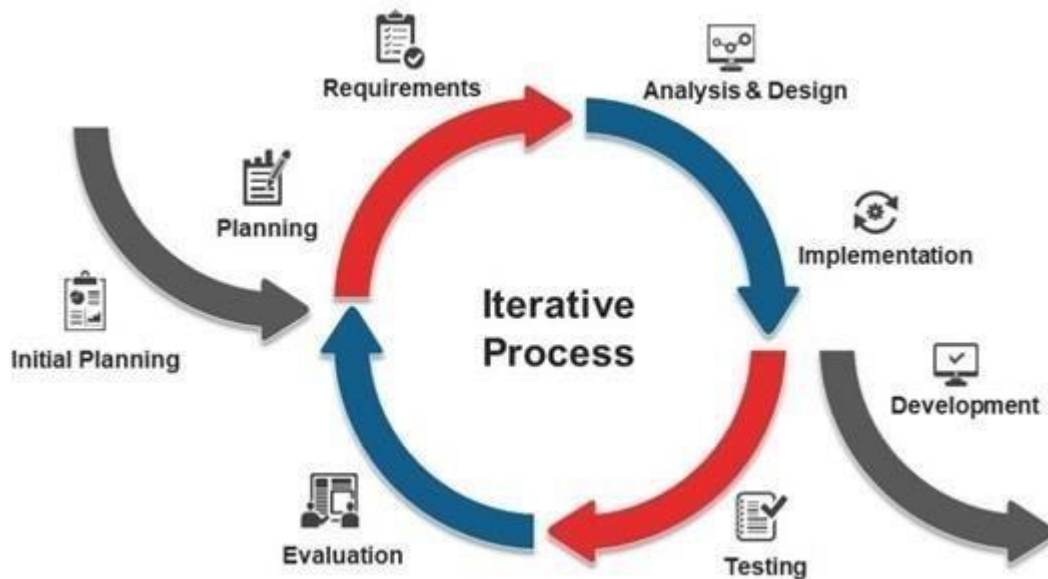 Requirements
Analysis & Design
Planning
Implementation
Iterative
Process
Initial Planning
Development
Evaluation
Testing